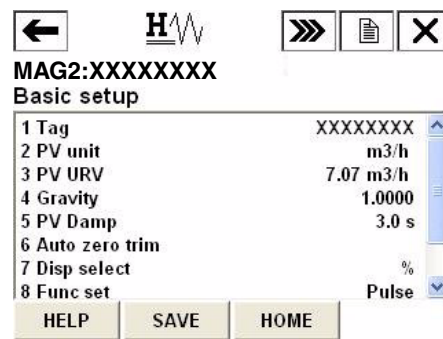 H
MAG2:XXXXXXXX
Basic setup
1 Tag XXXXXXXX
2 PV unit m3/h
3 PV URV 7.07 m3/h
4 Gravity 1.0000
5 PV Damp 3.0 s
6 Auto zero trim
7 Disp select %
8 Func set Pulse
HELP SAVE HOME